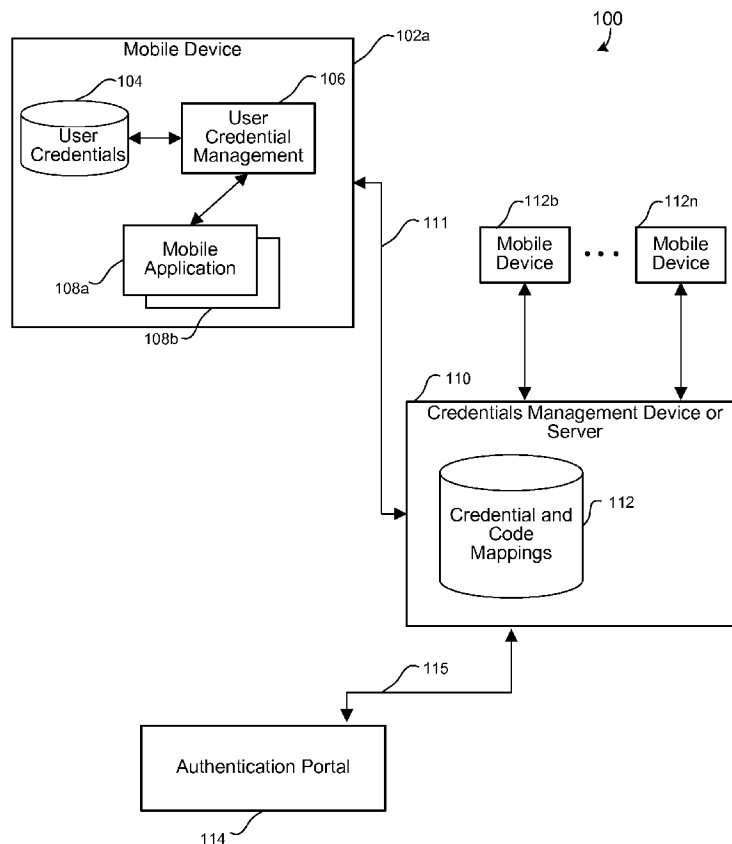 100
Mobile Device
102a
104
106
User
Credentials
User
Credential
Management
111
112b
112n
Mobile
Device
Mobile
Device
Mobile
Application
108a
108b
110
Credentials Management Device or
Server
Credential and
Code
Mappings
112
115
Authentication Portal
114